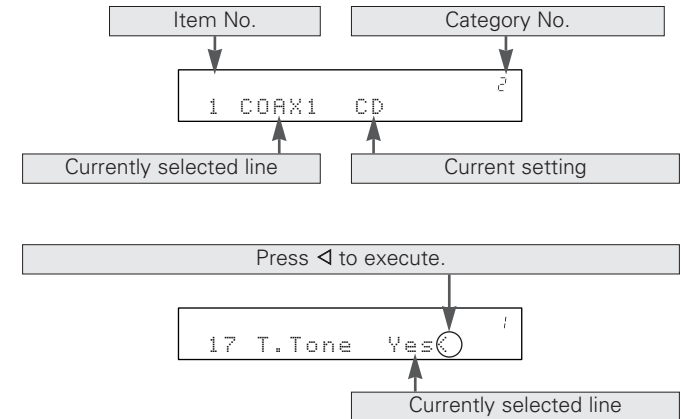 Item No. Category No.
2
1 COAX1 CD
Currently selected line Current setting
Press ◁ to execute.
1
17 T.Tone Yes<
Currently selected line